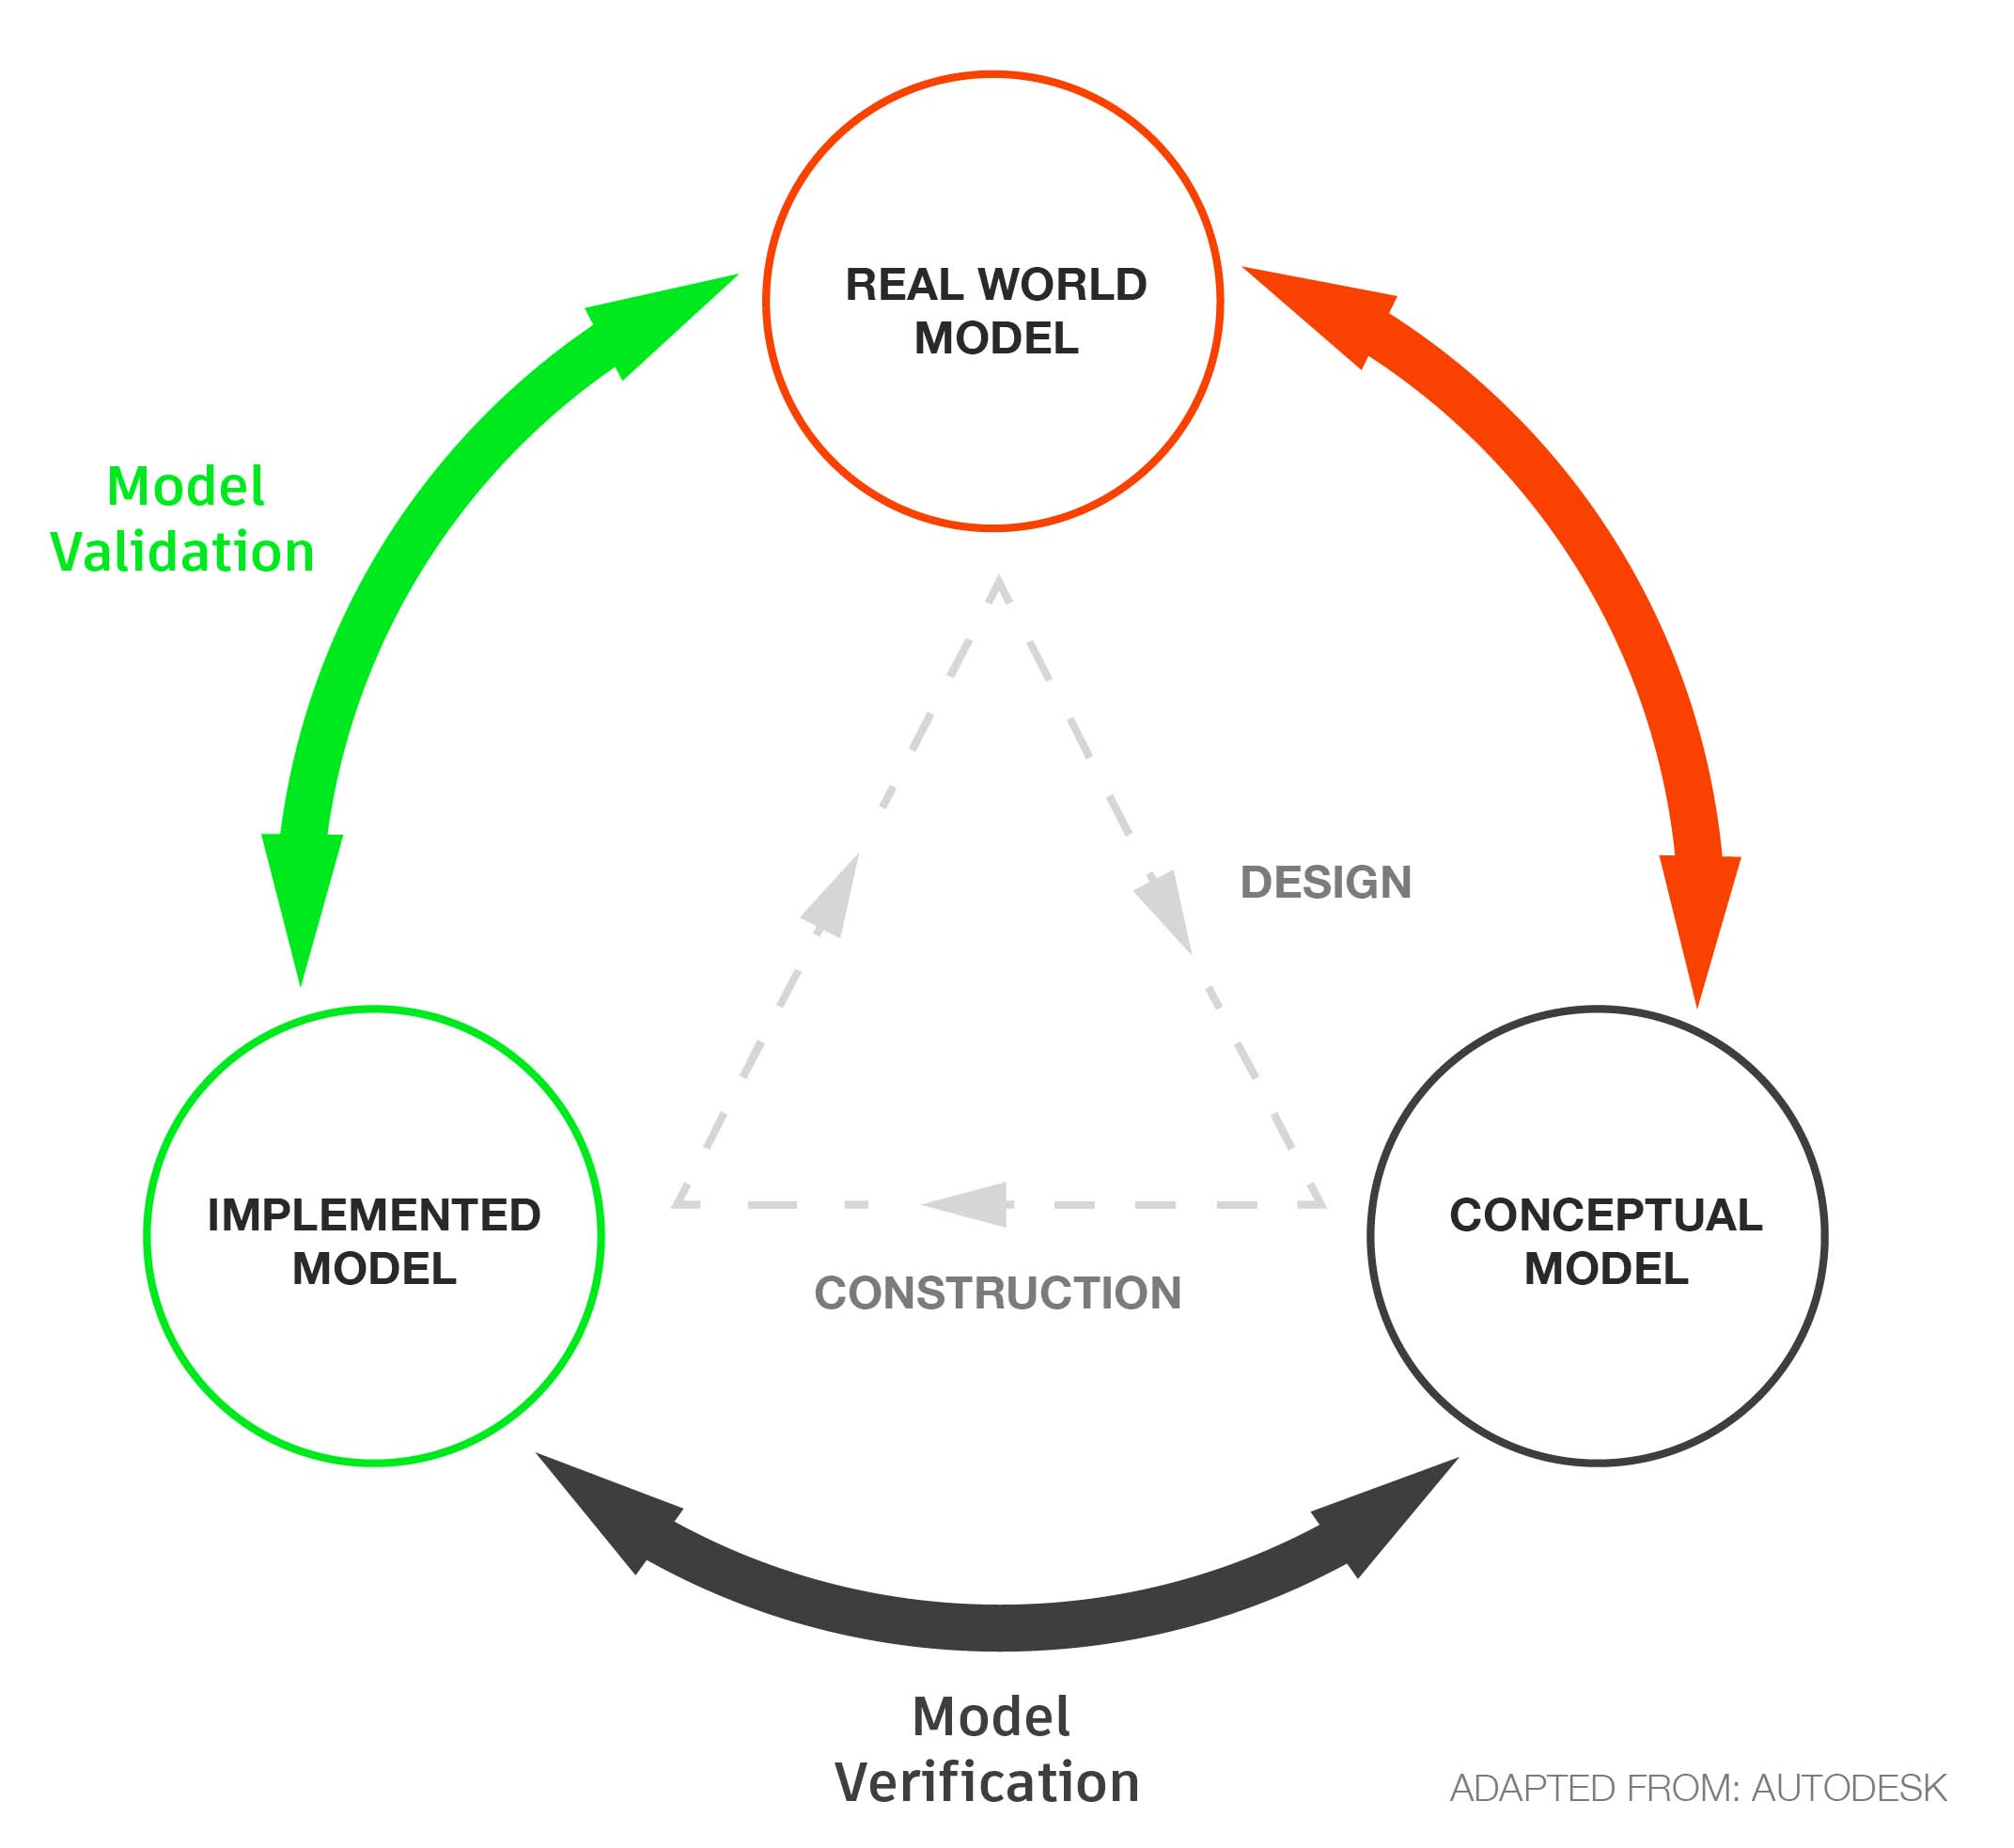 REAL WORLD
MODEL
Model
Validation
DESIGN
IMPLEMENTED
MODEL
CONCEPTUAL
MODEL
CONSTRUCTION
Model
Verification
ADAPTED FROM: AUTODESK